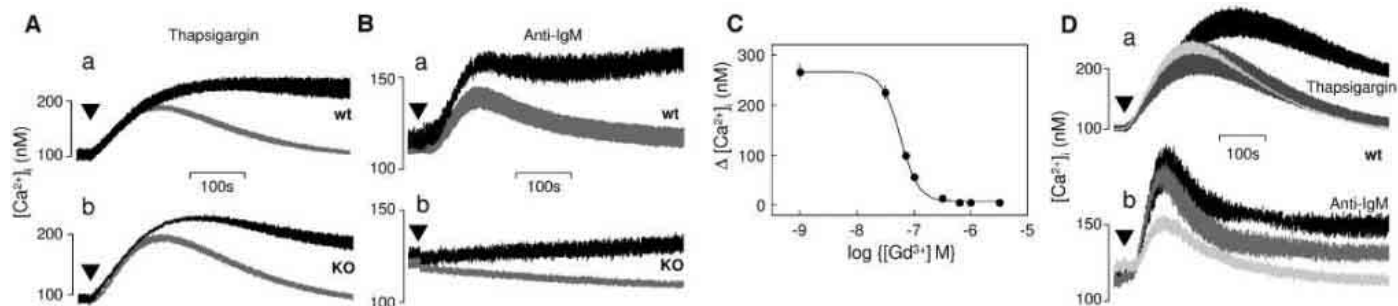 A
Thapsigargin
a
200
100
wt
100s
[Ca²⁺]ᵢ (nM)
b
200
100
KO
B
Anti-IgM
a
150
100
wt
100s
b
150
100
KO
C
300
200
100
0
Δ [Ca²⁺]ᵢ (nM)
-9 -8 -7 -6 -5
log {[Gd³⁺] M}
D
a
200
100
Thapsigargin
100s
wt
[Ca²⁺]ᵢ (nM)
b
Anti-IgM
150
100